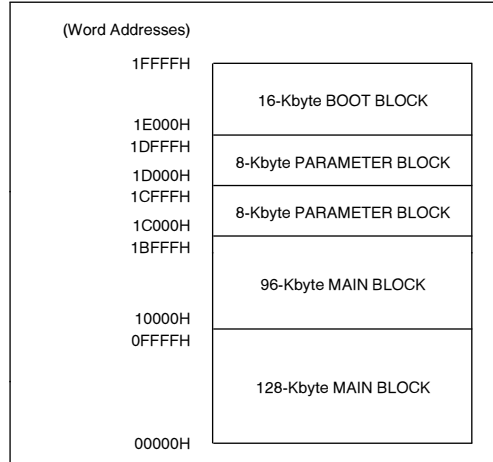 (Word Addresses)
1FFFFH
16-Kbyte BOOT BLOCK
1E000H
1DFFFH
8-Kbyte PARAMETER BLOCK
1D000H
1CFFFH
8-Kbyte PARAMETER BLOCK
1C000H
1BFFFH
96-Kbyte MAIN BLOCK
10000H
0FFFFH
128-Kbyte MAIN BLOCK
00000H